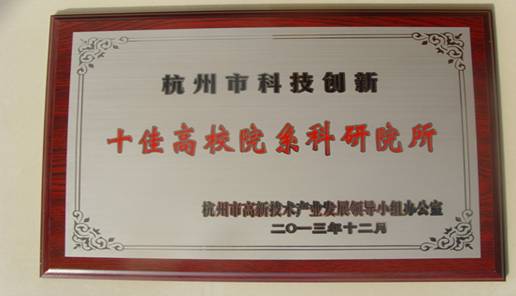 杭州市科技创新
十佳高校院系科研院所
杭州市高新技术产业发展领导小组办公室
二〇一三年十二月